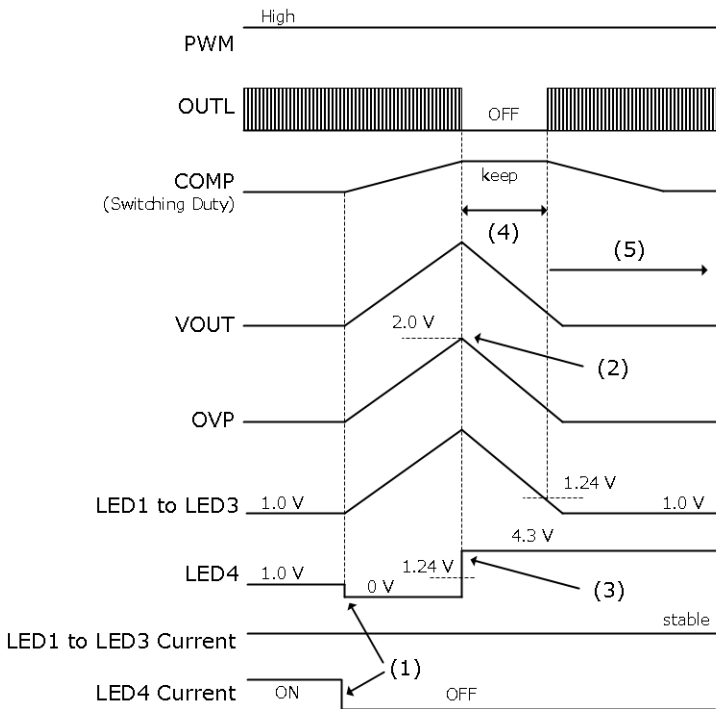 High
PWM
OUTL
OFF
COMP
(Switching Duty)
keep
(4)
(5)
VOUT
2.0 V
(2)
OVP
1.24 V
LED1 to LED3
1.0 V
1.0 V
4.3 V
LED4
1.0 V
0 V
1.24 V
(3)
stable
LED1 to LED3 Current
(1)
LED4 Current
ON
OFF